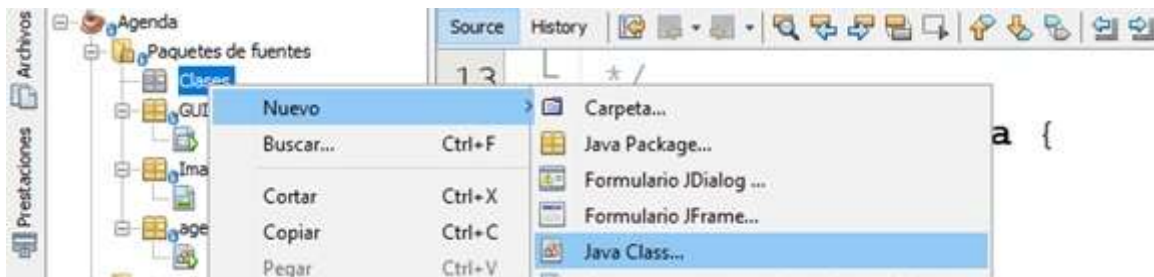 Archivos
Prestaciones
Agenda
Paquetes de fuentes
Clases
GUI
Ima
age
Source History
13 */
a {
Nuevo
Buscar... Ctrl+F
Cortar Ctrl+X
Copiar Ctrl+C
Pegar Ctrl+V
Carpeta...
Java Package...
Formulario JDialog ...
Formulario JFrame...
Java Class...